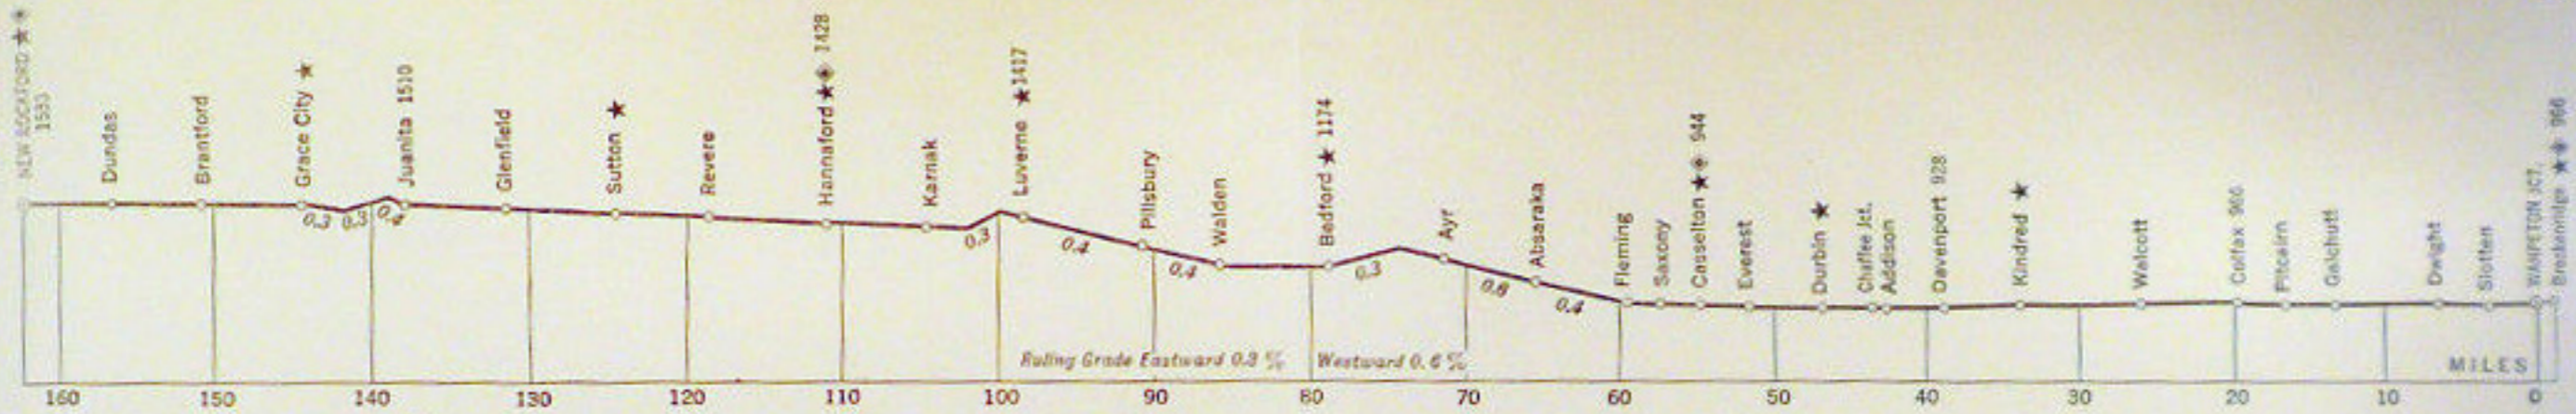 NEW ROCKFORD ★
Dundas
Brantford
Grace City ★
Juanita 1510
Glenfield
Sutton ★
Revere
Hannaford ★ 1428
Karnak
Luverne ★ 1417
Pillsbury
Walden
Bedford ★ 1174
Ayr
Absaraka
Fleming
Saxony
Casselton ★ 944
Everest
Durbin ★
Chaffee Jct.
Addison
Davenport 928
Kindred ★
Walcott
Colfax 966
Pitcairn
Galchutt
Dwight
Slotten
WAHPETON JCT.
Breckenridge ★ 966
0.3 0.3 0.4 0.3 0.4 0.4 0.3 0.6 0.4
Ruling Grade Eastward 0.3 % Westward 0.6 %
MILES
160 150 140 130 120 110 100 90 80 70 60 50 40 30 20 10 0